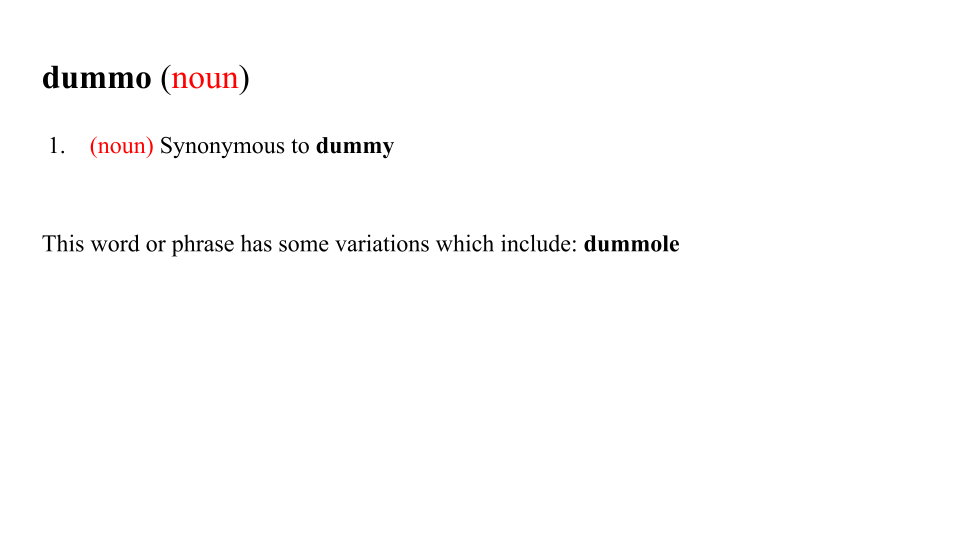 dummo (noun)
1. (noun) Synonymous to dummy
This word or phrase has some variations which include: dummole